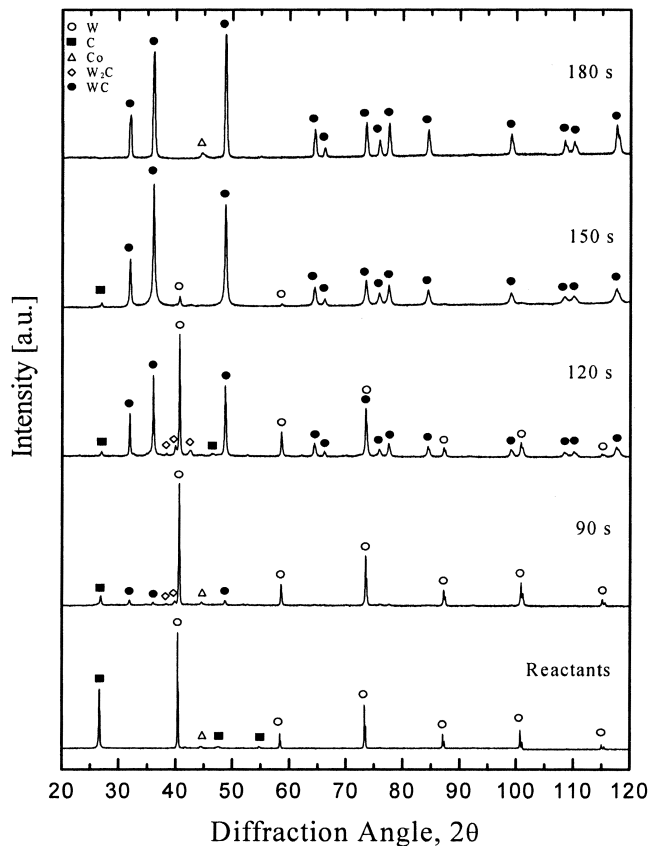 W
C
Co
W₂C
WC
180 s
150 s
120 s
90 s
Reactants
Intensity [a.u.]
20 30 40 50 60 70 80 90 100 110 120
Diffraction Angle, 2θ